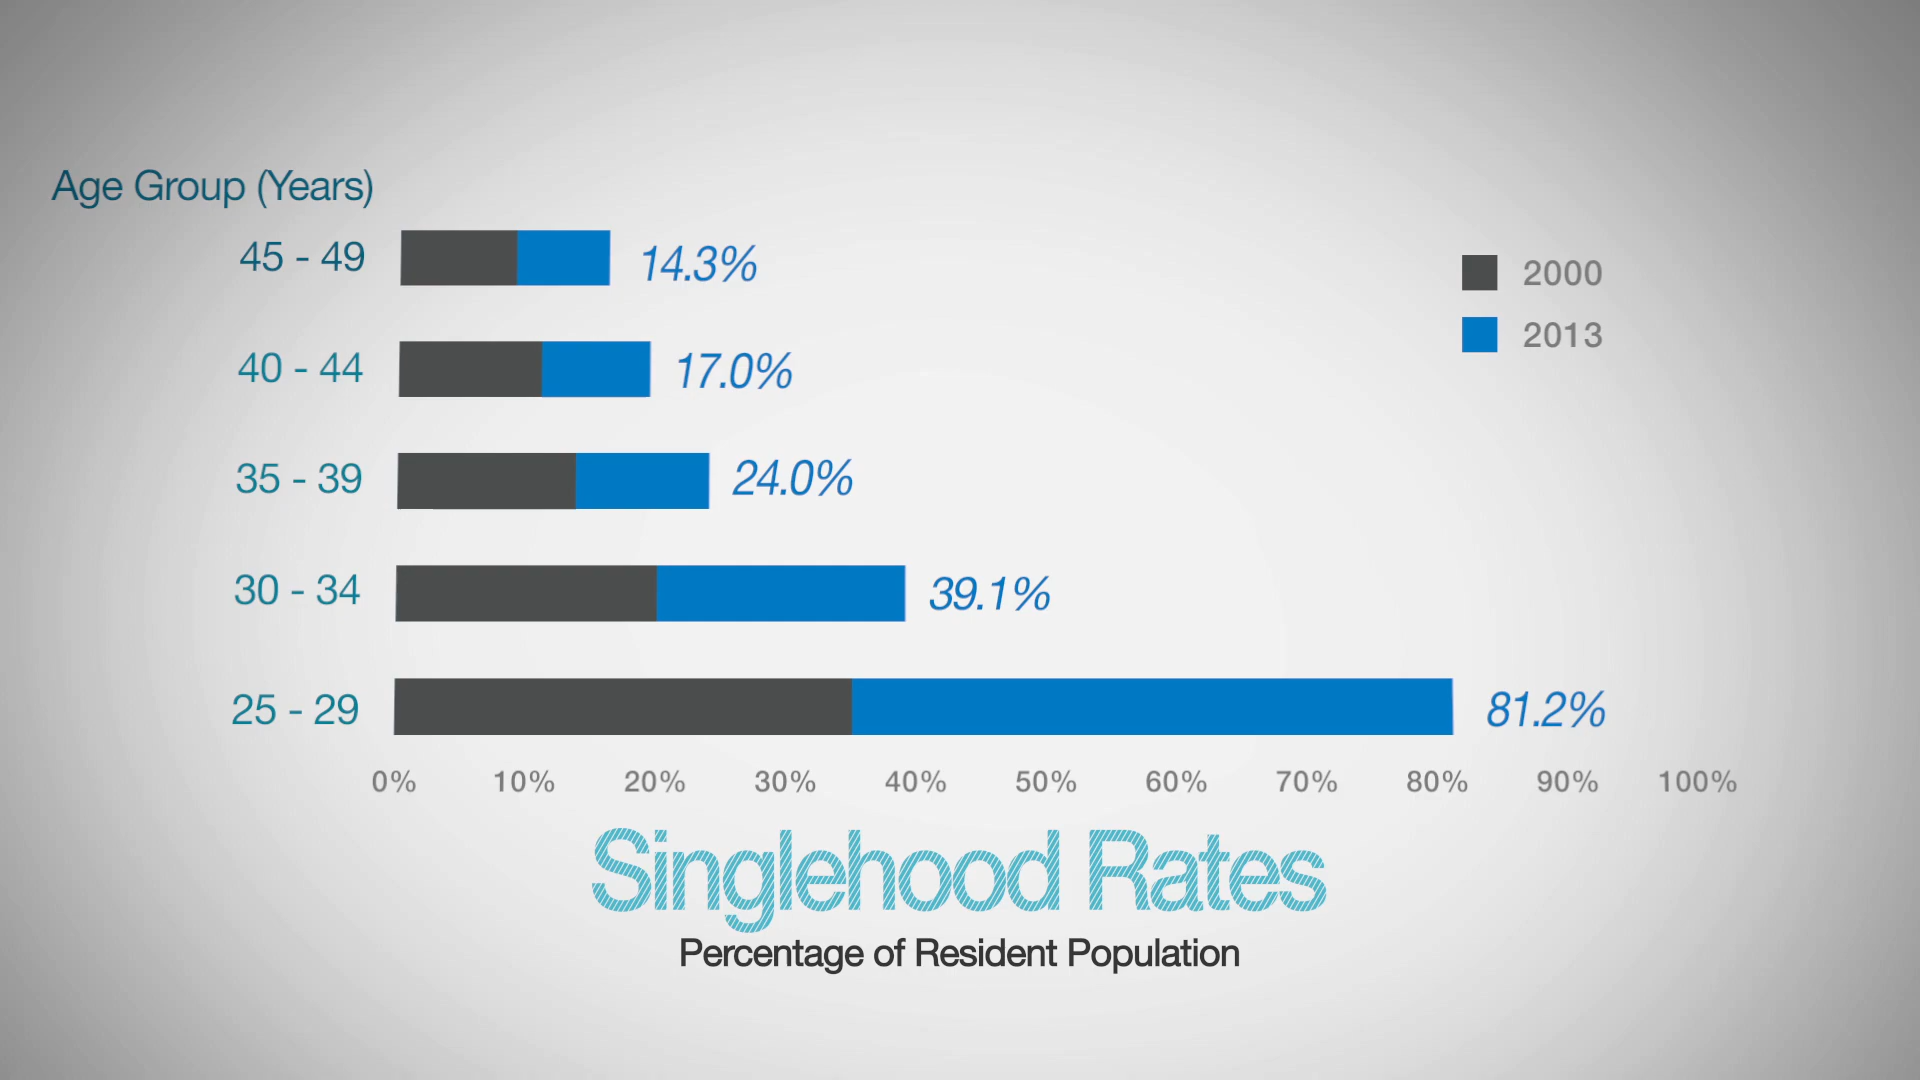 Age Group (Years)
45 - 49
14.3%
2000
2013
40 - 44
17.0%
35 - 39
24.0%
30 - 34
39.1%
25 - 29
81.2%
0% 10% 20% 30% 40% 50% 60% 70% 80% 90% 100%
Singlehood Rates
Percentage of Resident Population